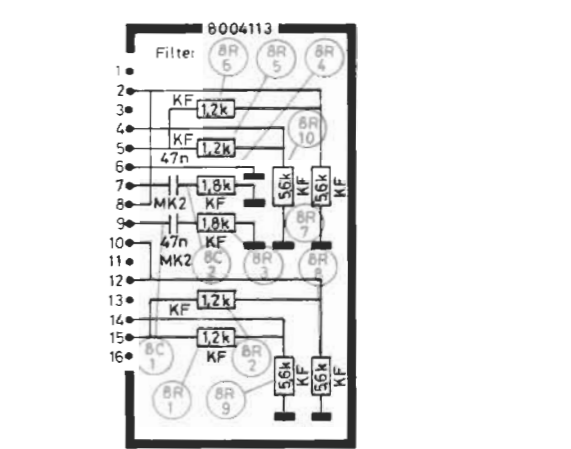 8004113
Filter
8R
6
8R
5
8R
4
1
2
3
KF
1,2k
4
8R
10
KF
5
1,2k
47n
6
7
1,8k
5,6k
KF
5,6k
KF
8
MK2
KF
9
1,8k
8R
7
10
47n
KF
11
MK2
8C
2
8R
3
8R
8
12
13
1,2k
KF
14
15
1,2k
16
8C
1
KF
8R
2
5,6k
KF
5,6k
KF
8R
1
8R
9